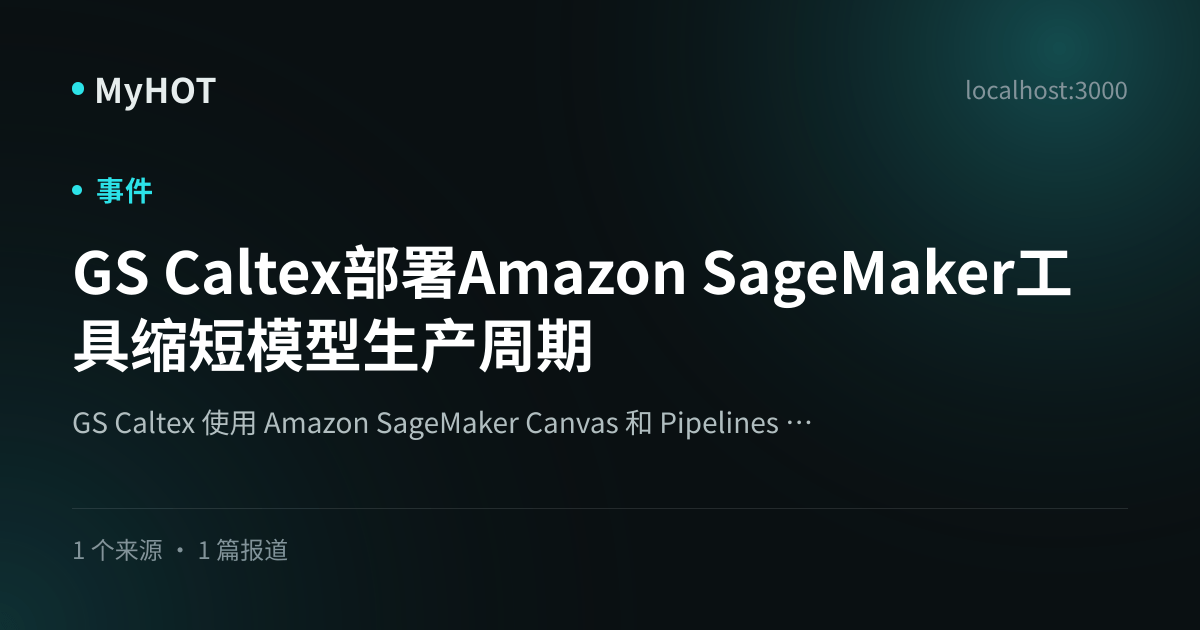 MyHOT
localhost:3000
事件
GS Caltex部署Amazon SageMaker工
具缩短模型生产周期
GS Caltex 使用 Amazon SageMaker Canvas 和 Pipelines …
1 个来源 · 1 篇报道